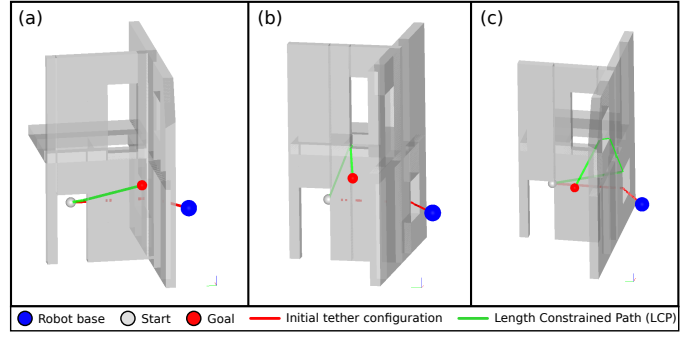 (a)
(b)
(c)
Robot base
Start
Goal
Initial tether configuration
Length Constrained Path (LCP)